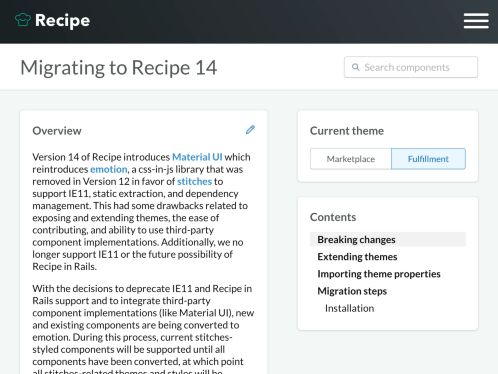 Recipe
Migrating to Recipe 14
Search components
Overview
Version 14 of Recipe introduces Material UI which
reintroduces emotion, a css-in-js library that was
removed in Version 12 in favor of stitches to
support IE11, static extraction, and dependency
management. This had some drawbacks related to
exposing and extending themes, the ease of
contributing, and ability to use third-party
component implementations. Additionally, we no
longer support IE11 or the future possibility of
Recipe in Rails.
With the decisions to deprecate IE11 and Recipe in
Rails support and to integrate third-party
component implementations (like Material UI), new
and existing components are being converted to
emotion. During this process, current stitches-
styled components will be supported until all
components have been converted, at which point
all stitches-related themes and styles will be
Current theme
Marketplace
Fulfillment
Contents
Breaking changes
Extending themes
Importing theme properties
Migration steps
Installation